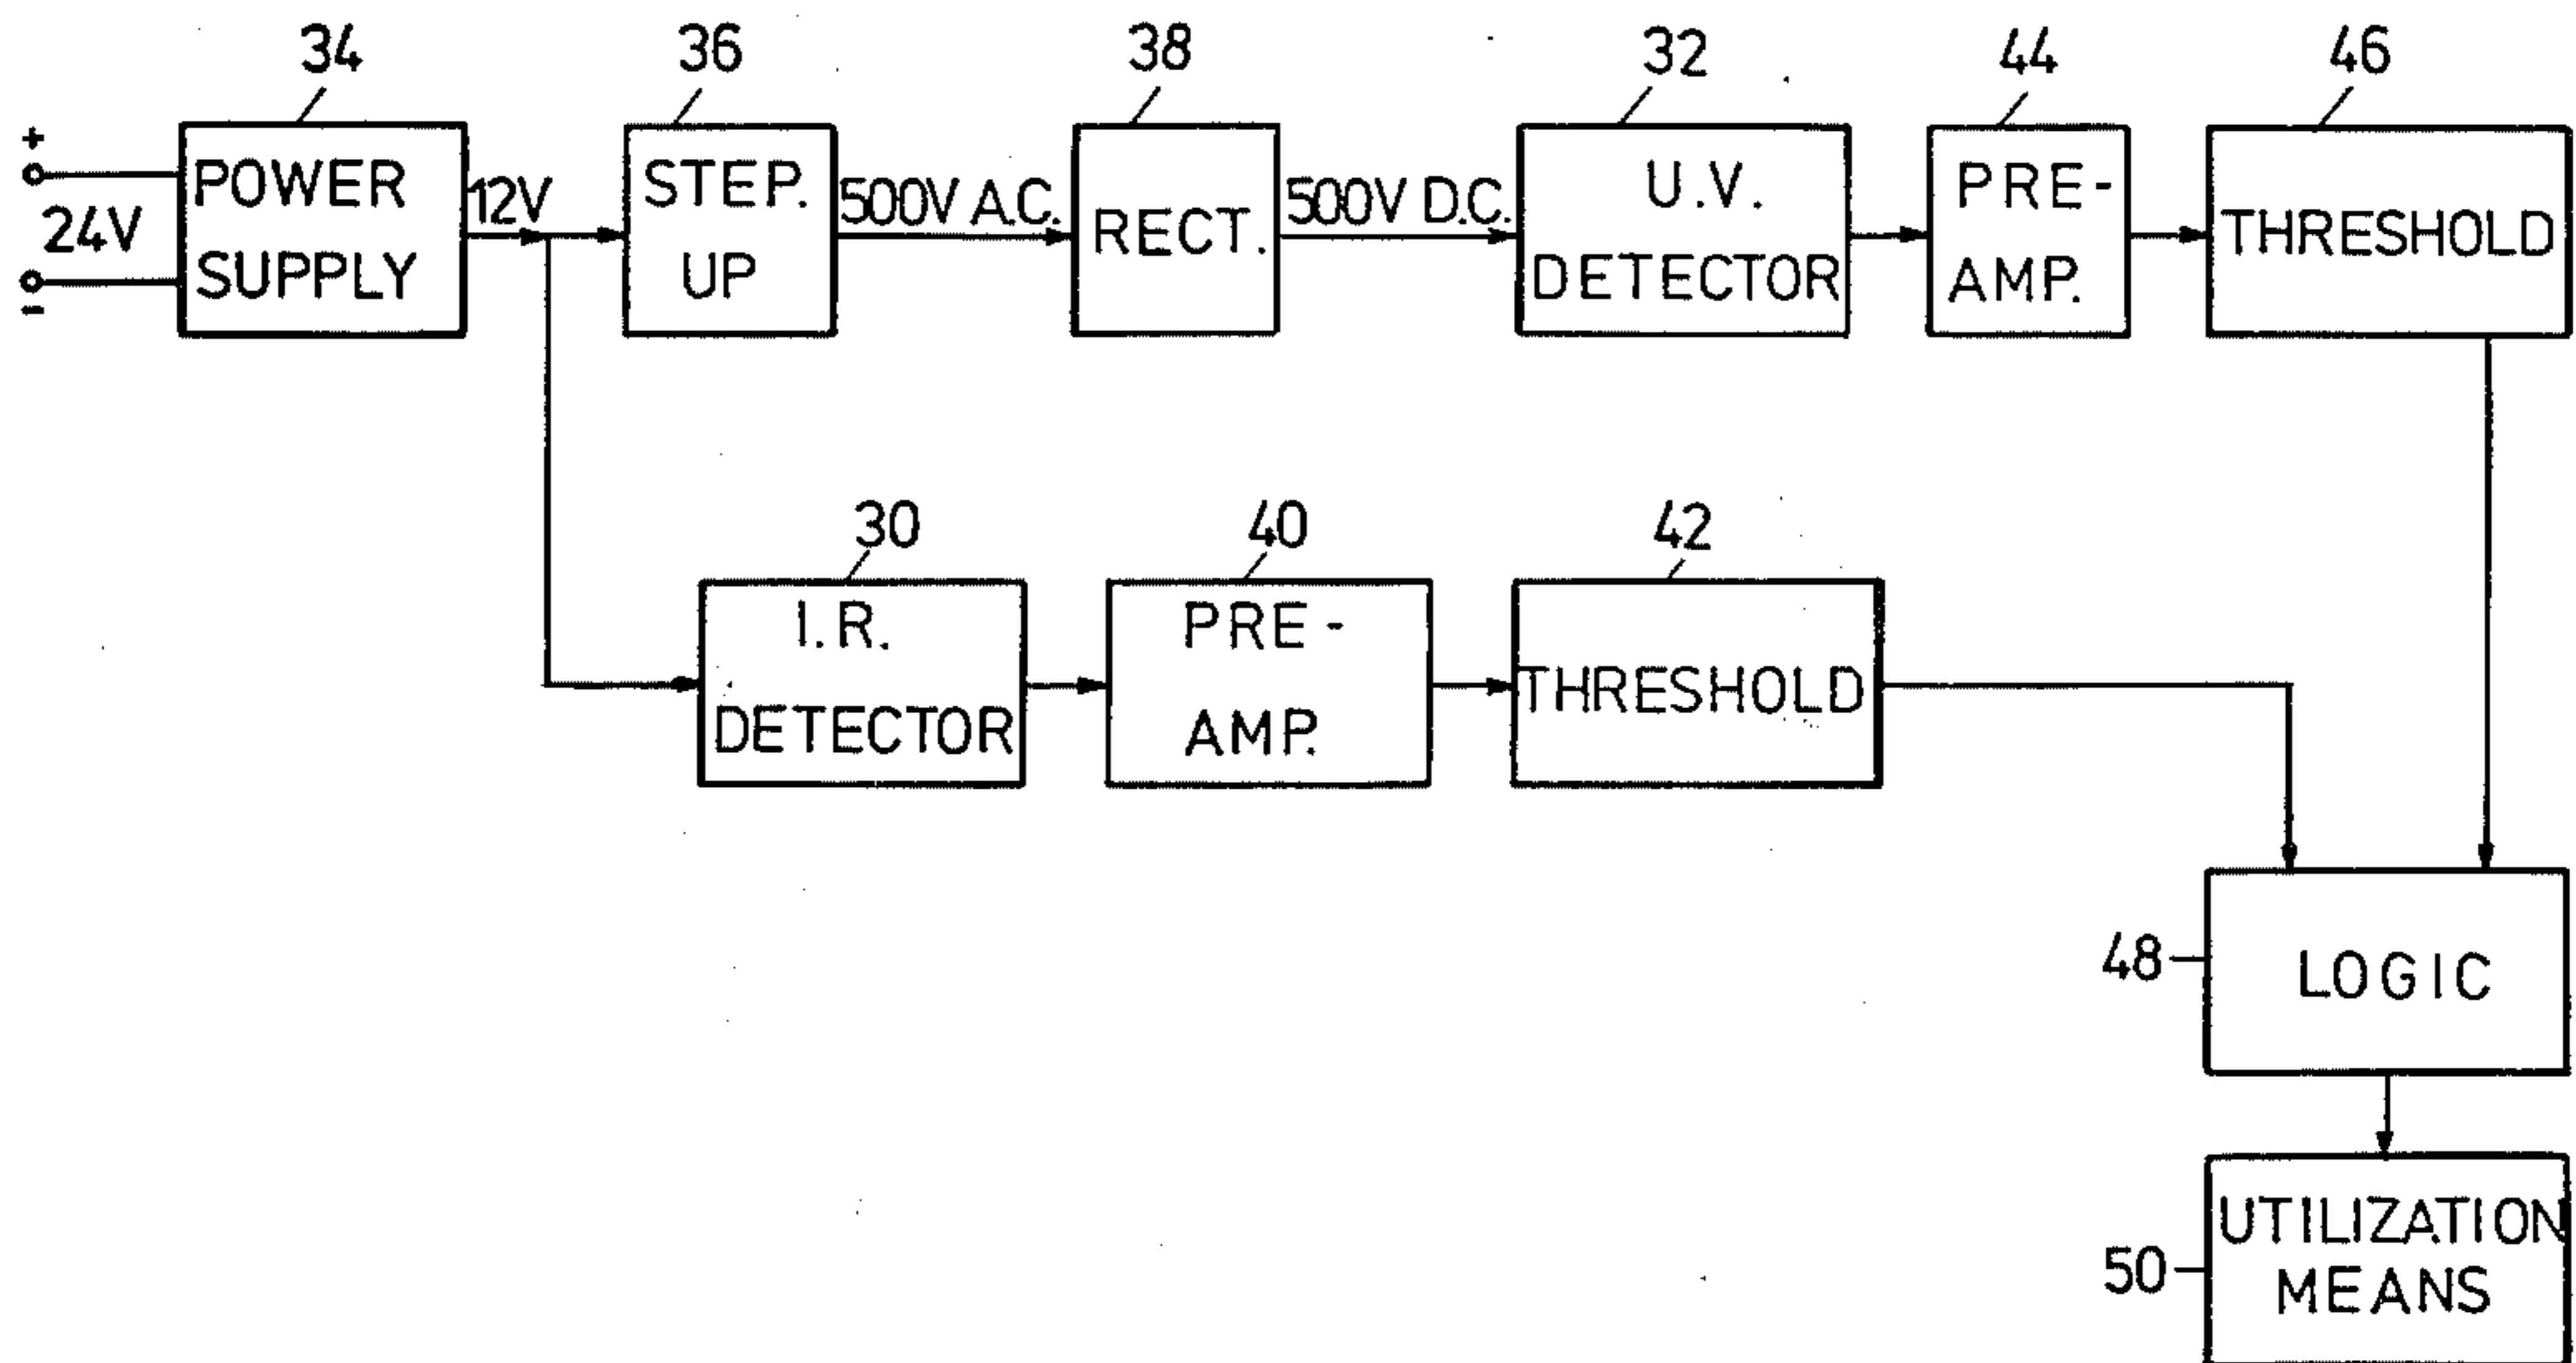 34
36
38
32
44
46
+
24V
-
POWER
SUPPLY
12V
STEP.
UP
500V A.C.
RECT.
500V D.C.
U.V.
DETECTOR
PRE-
AMP.
THRESHOLD
30
40
42
I.R.
DETECTOR
PRE-
AMP.
THRESHOLD
48
LOGIC
50
UTILIZATION
MEANS